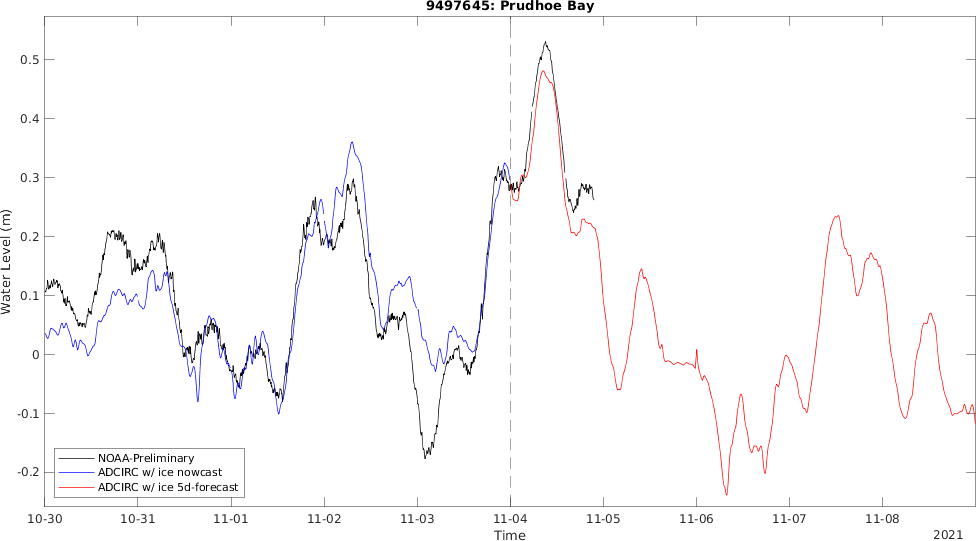 9497645: Prudhoe Bay
0.5
0.4
0.3
0.2
0.1
0
-0.1
-0.2
Water Level (m)
NOAA-Preliminary
ADCIRC w/ ice nowcast
ADCIRC w/ ice 5d-forecast
10-30 10-31 11-01 11-02 11-03 11-04 11-05 11-06 11-07 11-08
Time
2021